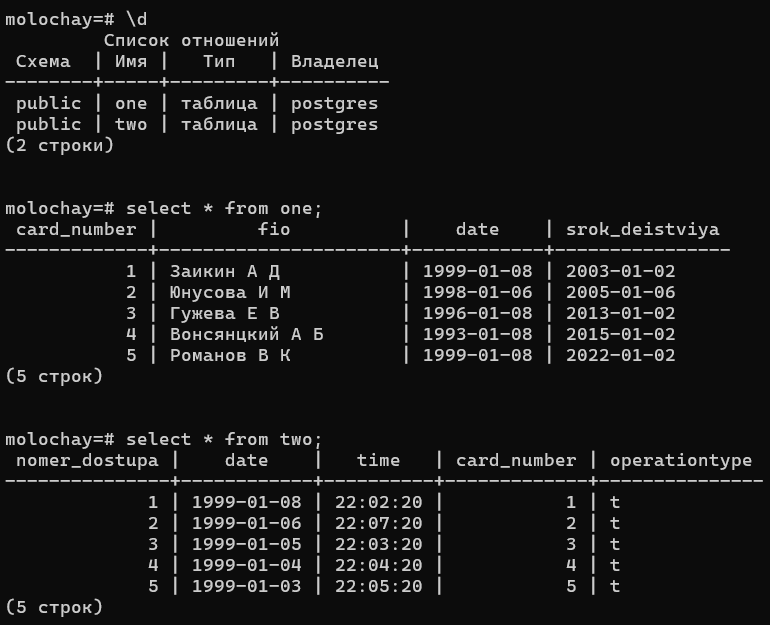 molochay=# \d
         Список отношений
 Схема  | Имя |   Тип   | Владелец
--------+-----+---------+----------
 public | one | таблица | postgres
 public | two | таблица | postgres
(2 строки)
molochay=# select * from one;
 card_number |         fio          |    date    | srok_deistviya
-------------+----------------------+------------+----------------
           1 | Заикин А Д           | 1999-01-08 | 2003-01-02
           2 | Юнусова И М          | 1998-01-06 | 2005-01-06
           3 | Гужева Е В           | 1996-01-08 | 2013-01-02
           4 | Вонсянцкий А Б       | 1993-01-08 | 2015-01-02
           5 | Романов В К          | 1999-01-08 | 2022-01-02
(5 строк)
molochay=# select * from two;
 nomer_dostupa |    date    |   time   | card_number | operationtype
---------------+------------+----------+-------------+---------------
             1 | 1999-01-08 | 22:02:20 |           1 | t
             2 | 1999-01-06 | 22:07:20 |           2 | t
             3 | 1999-01-05 | 22:03:20 |           3 | t
             4 | 1999-01-04 | 22:04:20 |           4 | t
             5 | 1999-01-03 | 22:05:20 |           5 | t
(5 строк)